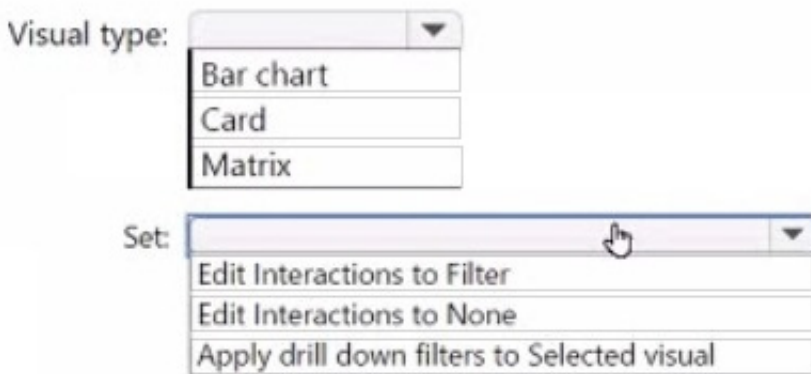 Visual type:
Bar chart
Card
Matrix
Set:
Edit Interactions to Filter
Edit Interactions to None
Apply drill down filters to Selected visual